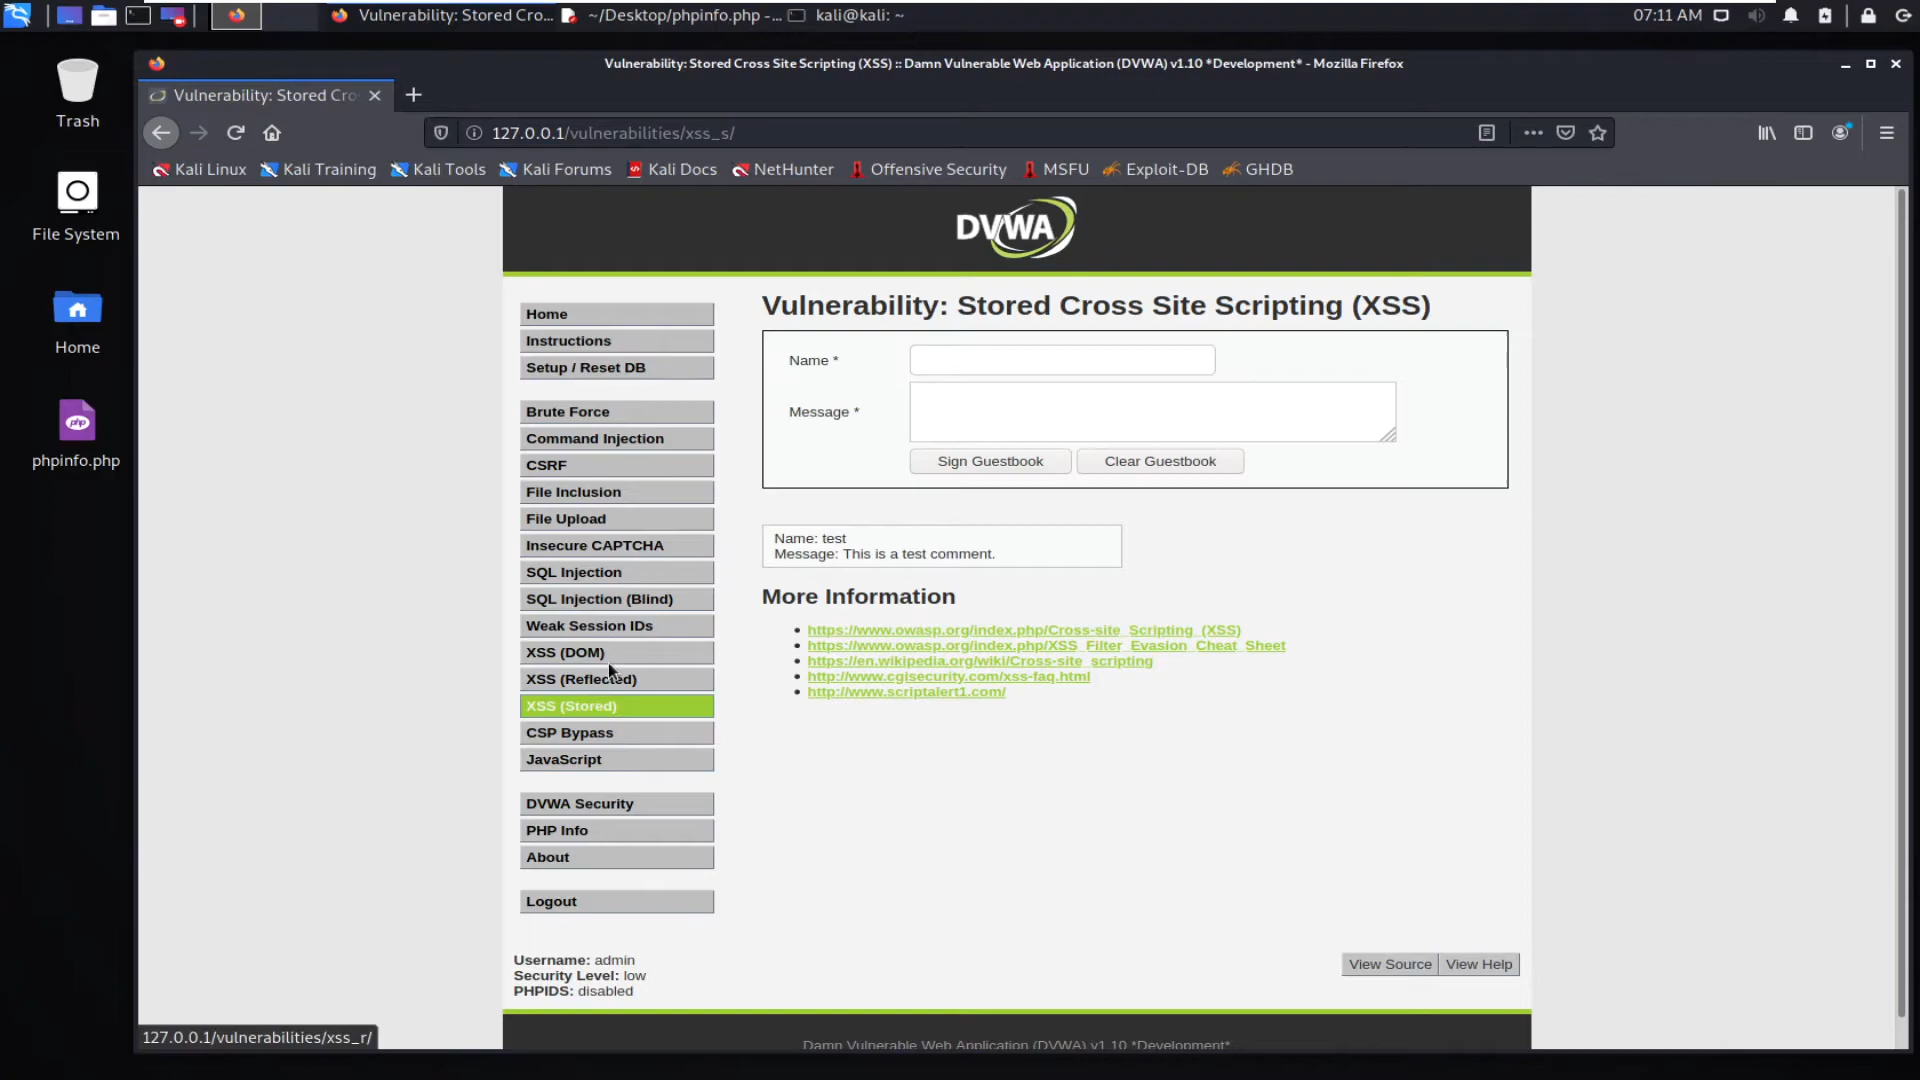 Vulnerability: Stored Cro...
~/Desktop/phpinfo.php -...
kali@kali: ~
07:11 AM
Trash
File System
Home
php
phpinfo.php
Vulnerability: Stored Cross Site Scripting (XSS) :: Damn Vulnerable Web Application (DVWA) v1.10 *Development* - Mozilla Firefox
Vulnerability: Stored Cro
127.0.0.1/vulnerabilities/xss_s/
Kali Linux
Kali Training
Kali Tools
Kali Forums
Kali Docs
NetHunter
Offensive Security
MSFU
Exploit-DB
GHDB
DVWA
Home
Instructions
Setup / Reset DB
Brute Force
Command Injection
CSRF
File Inclusion
File Upload
Insecure CAPTCHA
SQL Injection
SQL Injection (Blind)
Weak Session IDs
XSS (DOM)
XSS (Reflected)
XSS (Stored)
CSP Bypass
JavaScript
DVWA Security
PHP Info
About
Logout
Vulnerability: Stored Cross Site Scripting (XSS)
Name *
Message *
Sign Guestbook
Clear Guestbook
Name: test
Message: This is a test comment.
More Information
https://www.owasp.org/index.php/Cross-site_Scripting_(XSS)
https://www.owasp.org/index.php/XSS_Filter_Evasion_Cheat_Sheet
https://en.wikipedia.org/wiki/Cross-site_scripting
http://www.cgisecurity.com/xss-faq.html
http://www.scriptalert1.com/
Username: admin
Security Level: low
PHPIDS: disabled
View Source
View Help
127.0.0.1/vulnerabilities/xss_r/
Damn Vulnerable Web Application (DVWA) v1.10 *Development*